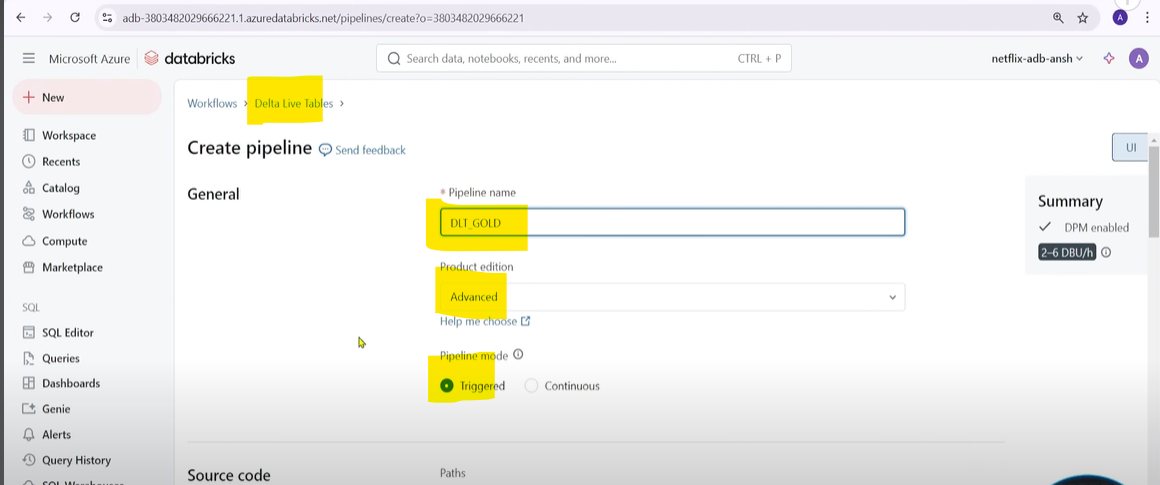 adb-3803482029666221.1.azuredatabricks.net/pipelines/create?o=3803482029666221
A
Microsoft Azure
databricks
Search data, notebooks, recents, and more...
CTRL + P
netflix-adb-ansh
A
New
Workspace
Recents
Catalog
Workflows
Compute
Marketplace
SQL
SQL Editor
Queries
Dashboards
Genie
Alerts
Query History
Workflows > Delta Live Tables >
Create pipeline
Send feedback
UI
General
* Pipeline name
DLT_GOLD
Product edition
Advanced
Help me choose
Pipeline mode
Triggered
Continuous
Summary
DPM enabled
2–6 DBU/h
Source code
Paths